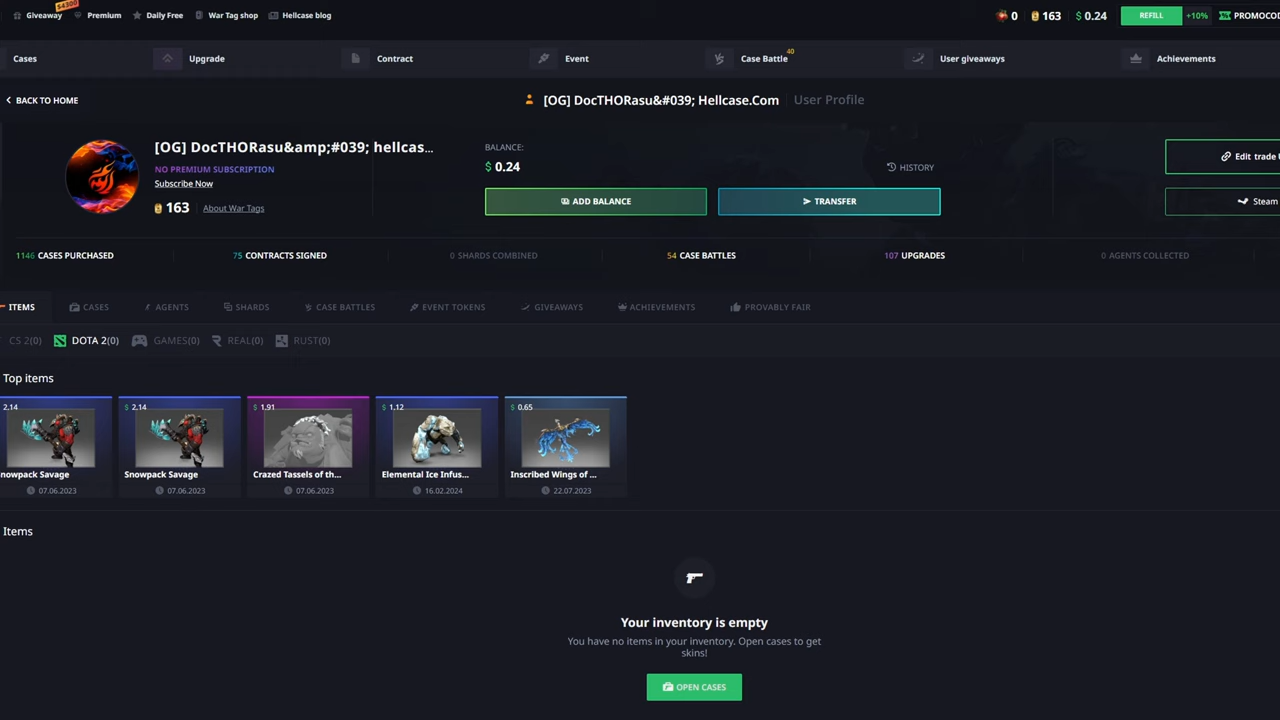 $4300
Giveaway Premium Daily Free War Tag shop Hellcase blog 0 163 $ 0.24 REFILL +10% PROMOCOD
Cases Upgrade Contract Event Case Battle 40 User giveaways Achievements
BACK TO HOME [OG] DocTHORasu&#039; Hellcase.Com User Profile
[OG] DocTHORasu&amp;#039; hellcas...
NO PREMIUM SUBSCRIPTION
Subscribe Now
163 About War Tags
BALANCE:
$ 0.24
HISTORY
ADD BALANCE TRANSFER
Edit trade U
Steam
1146 CASES PURCHASED 75 CONTRACTS SIGNED 0 SHARDS COMBINED 54 CASE BATTLES 107 UPGRADES 0 AGENTS COLLECTED
ITEMS CASES AGENTS SHARDS CASE BATTLES EVENT TOKENS GIVEAWAYS ACHIEVEMENTS PROVABLY FAIR
CS 2(0) DOTA 2(0) GAMES(0) REAL(0) RUST(0)
Top items
2,14 $ 2,14 $ 1,91 $ 1,12 $ 0,65
nowpack Savage Snowpack Savage Crazed Tassels of th... Elemental Ice Infus... Inscribed Wings of ...
07.06.2023 07.06.2023 07.06.2023 16.02.2024 22.07.2023
Items
Your inventory is empty
You have no items in your inventory. Open cases to get
skins!
OPEN CASES